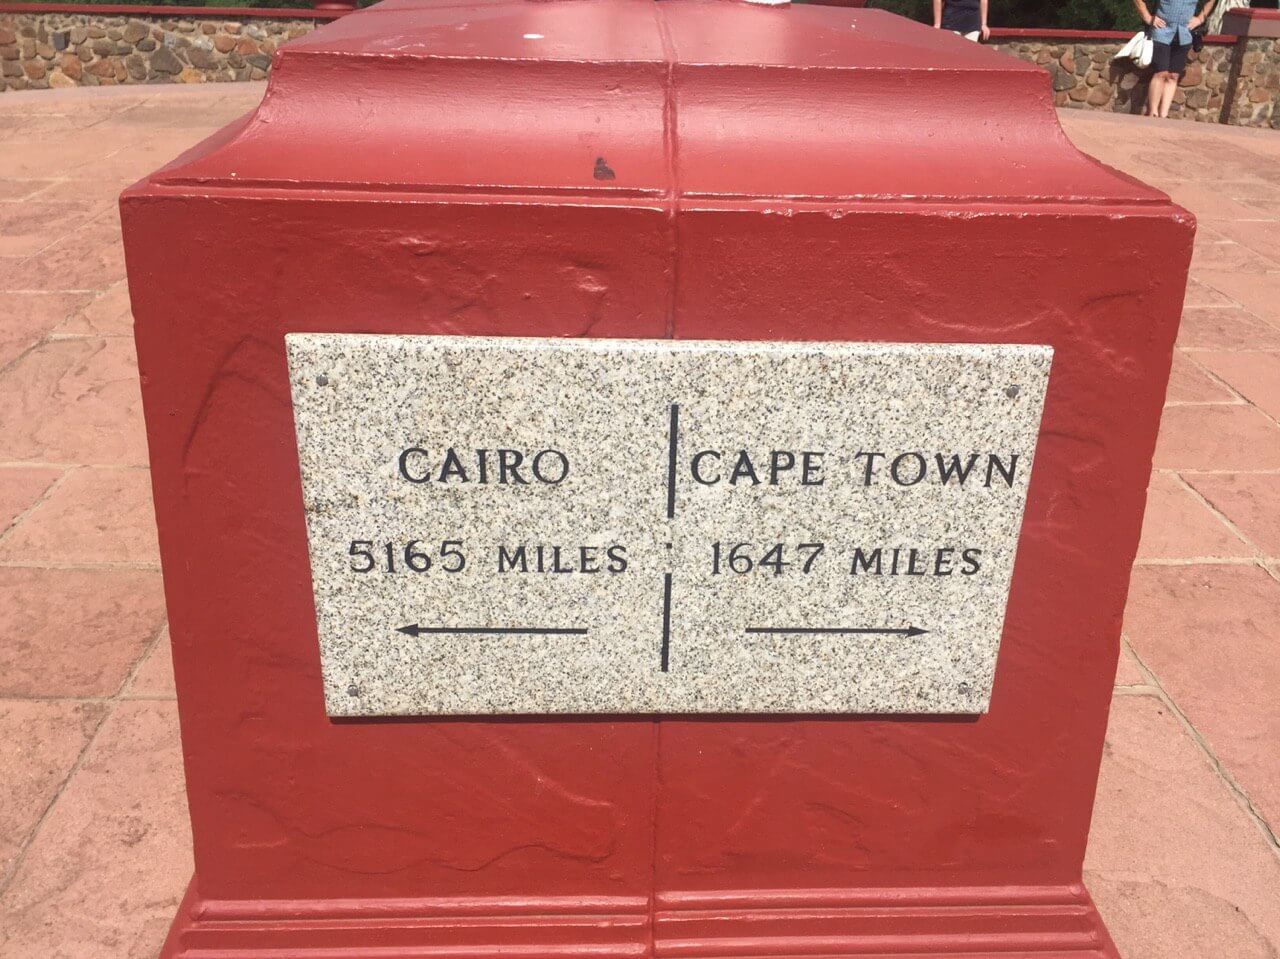 CAIRO
5165 MILES
CAPE TOWN
1647 MILES